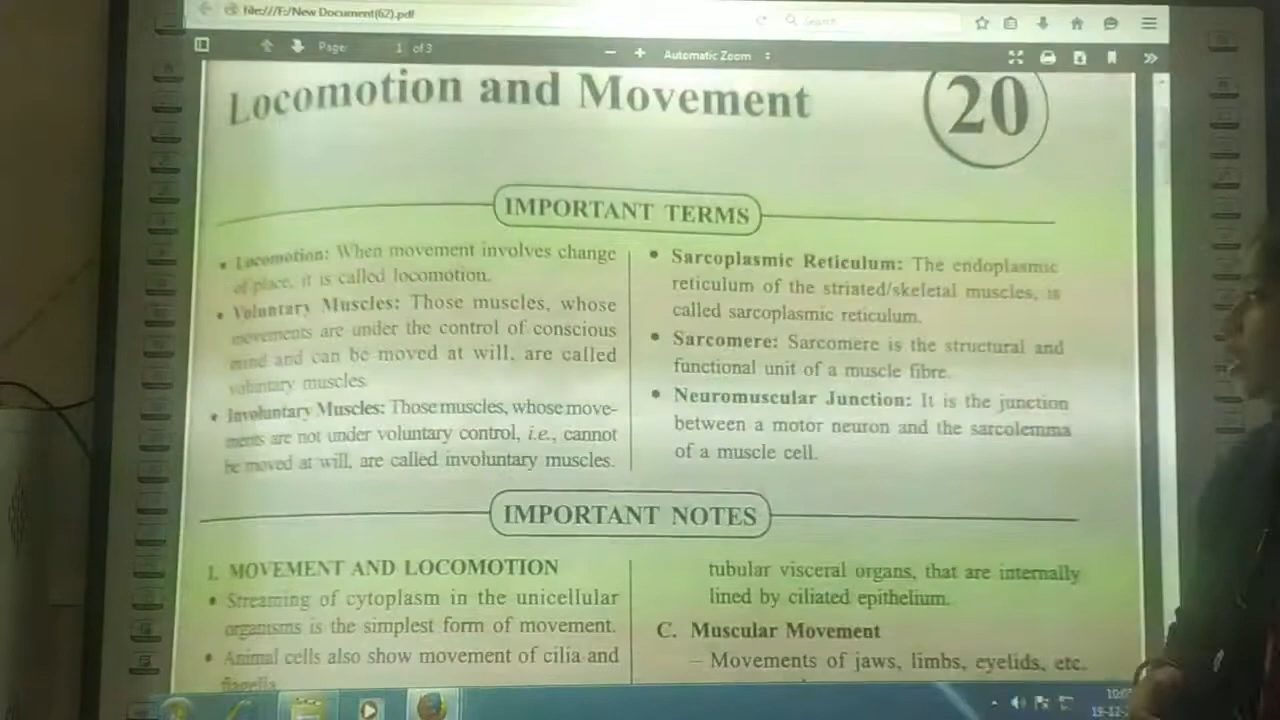 file:///F:/New Document(62).pdf
Search
Page: 1 of 3
Automatic Zoom
Locomotion and Movement
20
IMPORTANT TERMS
• Locomotion: When movement involves change
of place, it is called locomotion.
• Voluntary Muscles: Those muscles, whose
movements are under the control of conscious
mind and can be moved at will, are called
voluntary muscles.
• Involuntary Muscles: Those muscles, whose move-
ments are not under voluntary control, i.e., cannot
be moved at will, are called involuntary muscles.
• Sarcoplasmic Reticulum: The endoplasmic
reticulum of the striated/skeletal muscles, is
called sarcoplasmic reticulum.
• Sarcomere: Sarcomere is the structural and
functional unit of a muscle fibre.
• Neuromuscular Junction: It is the junction
between a motor neuron and the sarcolemma
of a muscle cell.
IMPORTANT NOTES
I. MOVEMENT AND LOCOMOTION
• Streaming of cytoplasm in the unicellular
organisms is the simplest form of movement.
• Animal cells also show movement of cilia and
flagella
tubular visceral organs, that are internally
lined by ciliated epithelium.
C. Muscular Movement
– Movements of jaws, limbs, eyelids, etc.